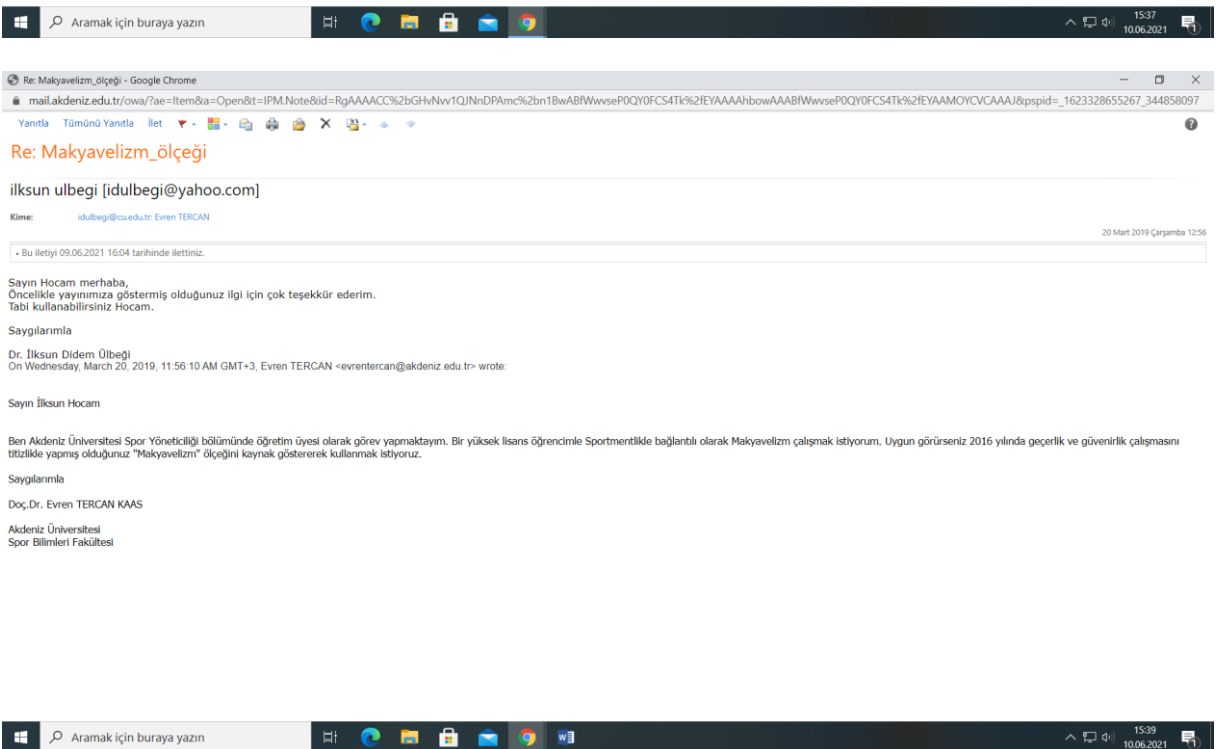 Aramak için buraya yazın
15:37
10.06.2021
Re: Makyavelizm_ölçeği - Google Chrome
mail.akdeniz.edu.tr/owa/?ae=Item&a=Open&t=IPM.Note&id=RgAAAACC%2bGHvNvv1QJNnDPAmc%2bn1BwABfWwvseP0QY0FCS4Tk%2fEYAAAAhbowAAABfWwvseP0QY0FCS4Tk%2fEYAAMOYCVCAAAJ&pspid=_1623328655267_344858097
Yanıtla Tümünü Yanıtla İlet
Re: Makyavelizm_ölçeği
ilksun ulbegi [idulbegi@yahoo.com]
Kime: idulbegi@cu.edu.tr; Evren TERCAN
20 Mart 2019 Çarşamba 12:56
• Bu iletiyi 09.06.2021 16:04 tarihinde ilettiniz.
Sayın Hocam merhaba,
Öncelikle yayınımıza göstermiş olduğunuz ilgi için çok teşekkür ederim.
Tabi kullanabilirsiniz Hocam.
Saygılarımla
Dr. İlksun Didem Ülbeği
On Wednesday, March 20, 2019, 11:56:10 AM GMT+3, Evren TERCAN <evrentercan@akdeniz.edu.tr> wrote:
Sayın İlksun Hocam
Ben Akdeniz Üniversitesi Spor Yöneticiliği bölümünde öğretim üyesi olarak görev yapmaktayım. Bir yüksek lisans öğrencimle Sportmentlikle bağlantılı olarak Makyavelizm çalışmak istiyorum. Uygun görürseniz 2016 yılında geçerlik ve güvenirlik çalışmasını
titizlikle yapmış olduğunuz "Makyavelizm" ölçeğini kaynak göstererek kullanmak istiyoruz.
Saygılarımla
Doç.Dr. Evren TERCAN KAAS
Akdeniz Üniversitesi
Spor Bilimleri Fakültesi
Aramak için buraya yazın
15:39
10.06.2021